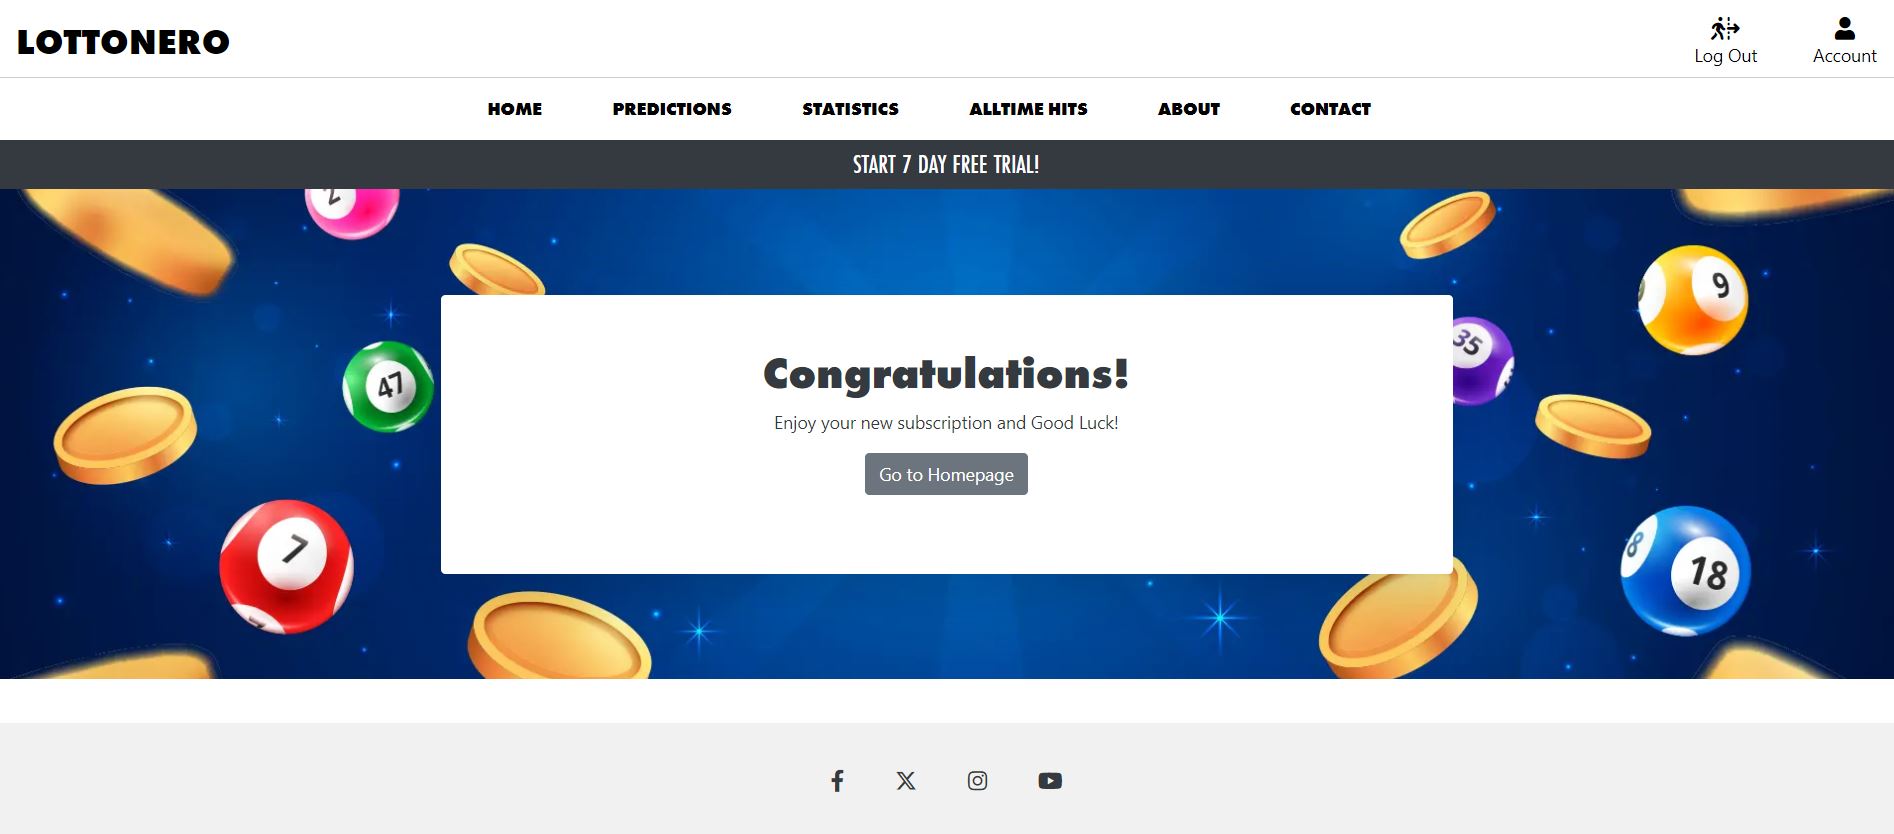 LOTTONERO
Log Out
Account
HOME
PREDICTIONS
STATISTICS
ALLTIME HITS
ABOUT
CONTACT
START 7 DAY FREE TRIAL!
2
9
35
47
Congratulations!
Enjoy your new subscription and Good Luck!
Go to Homepage
7
8
18